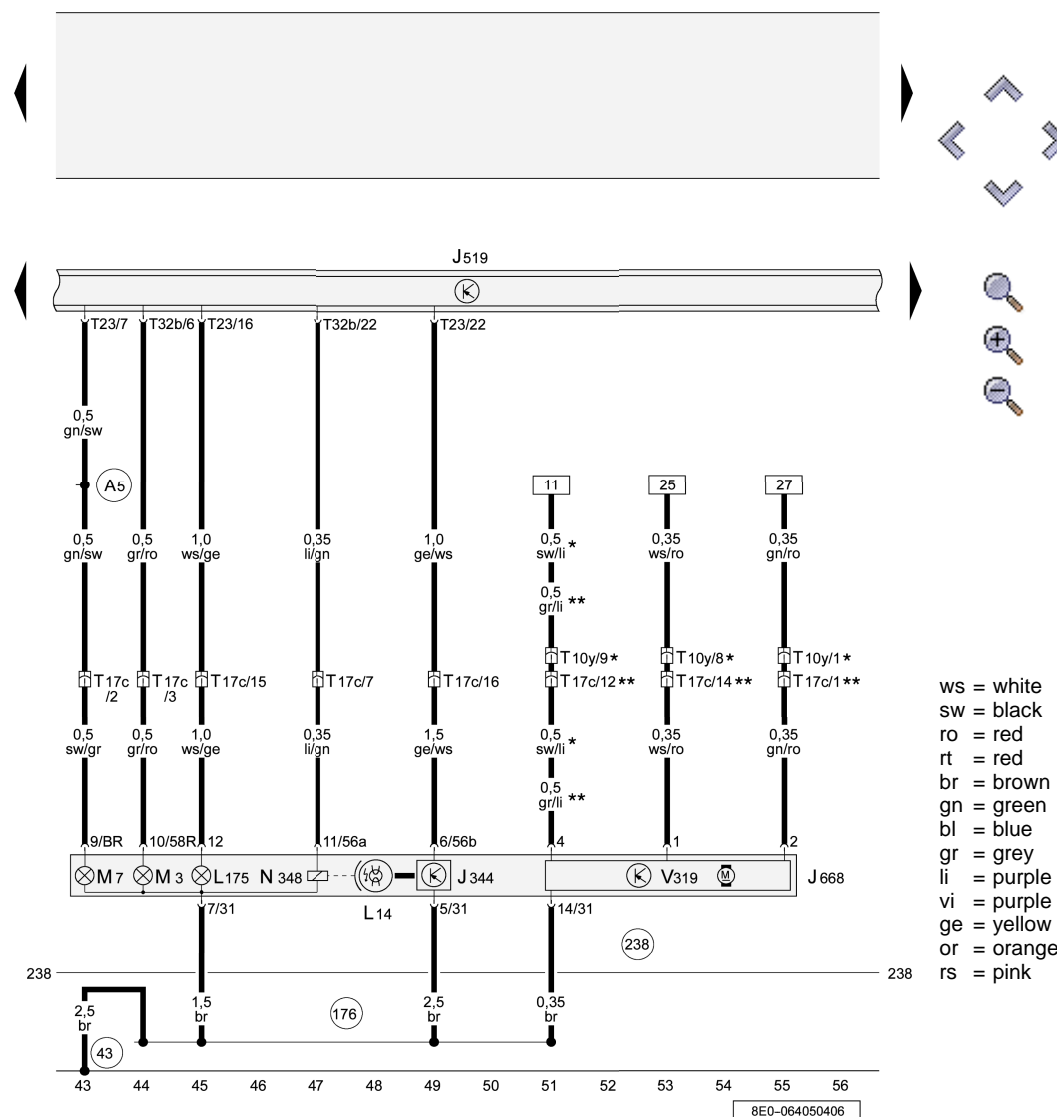 J519
T23/7 T32b/6 T23/16 T32b/22 T23/22
0,5
gn/sw
A5
11 25 27
0,5 0,5 1,0 0,35 1,0 0,5 0,35 0,35
gn/sw gr/ro ws/ge li/gn ge/ws sw/li * ws/ro gn/ro
0,5
gr/li **
T10y/9* T10y/8* T10y/1*
T17c T17c T17c/15 T17c/7 T17c/16 T17c/12** T17c/14** T17c/1**
/2 /3
0,5 0,5 1,0 0,35 1,5 0,5 0,35 0,35
sw/gr gr/ro ws/ge li/gn ge/ws sw/li * ws/ro gn/ro
0,5
gr/li **
9/BR 10/58R 12 11/56a 6/56b 4 1 2
M7 M3 L175 N348 J344 V319 M J668
7/31 L14 5/31 14/31
238
238 238
2,5 1,5 2,5 0,35
br br br br
176
43
43 44 45 46 47 48 49 50 51 52 53 54 55 56
8E0-064050406
ws = white
sw = black
ro = red
rt = red
br = brown
gn = green
bl = blue
gr = grey
li = purple
vi = purple
ge = yellow
or = orange
rs = pink